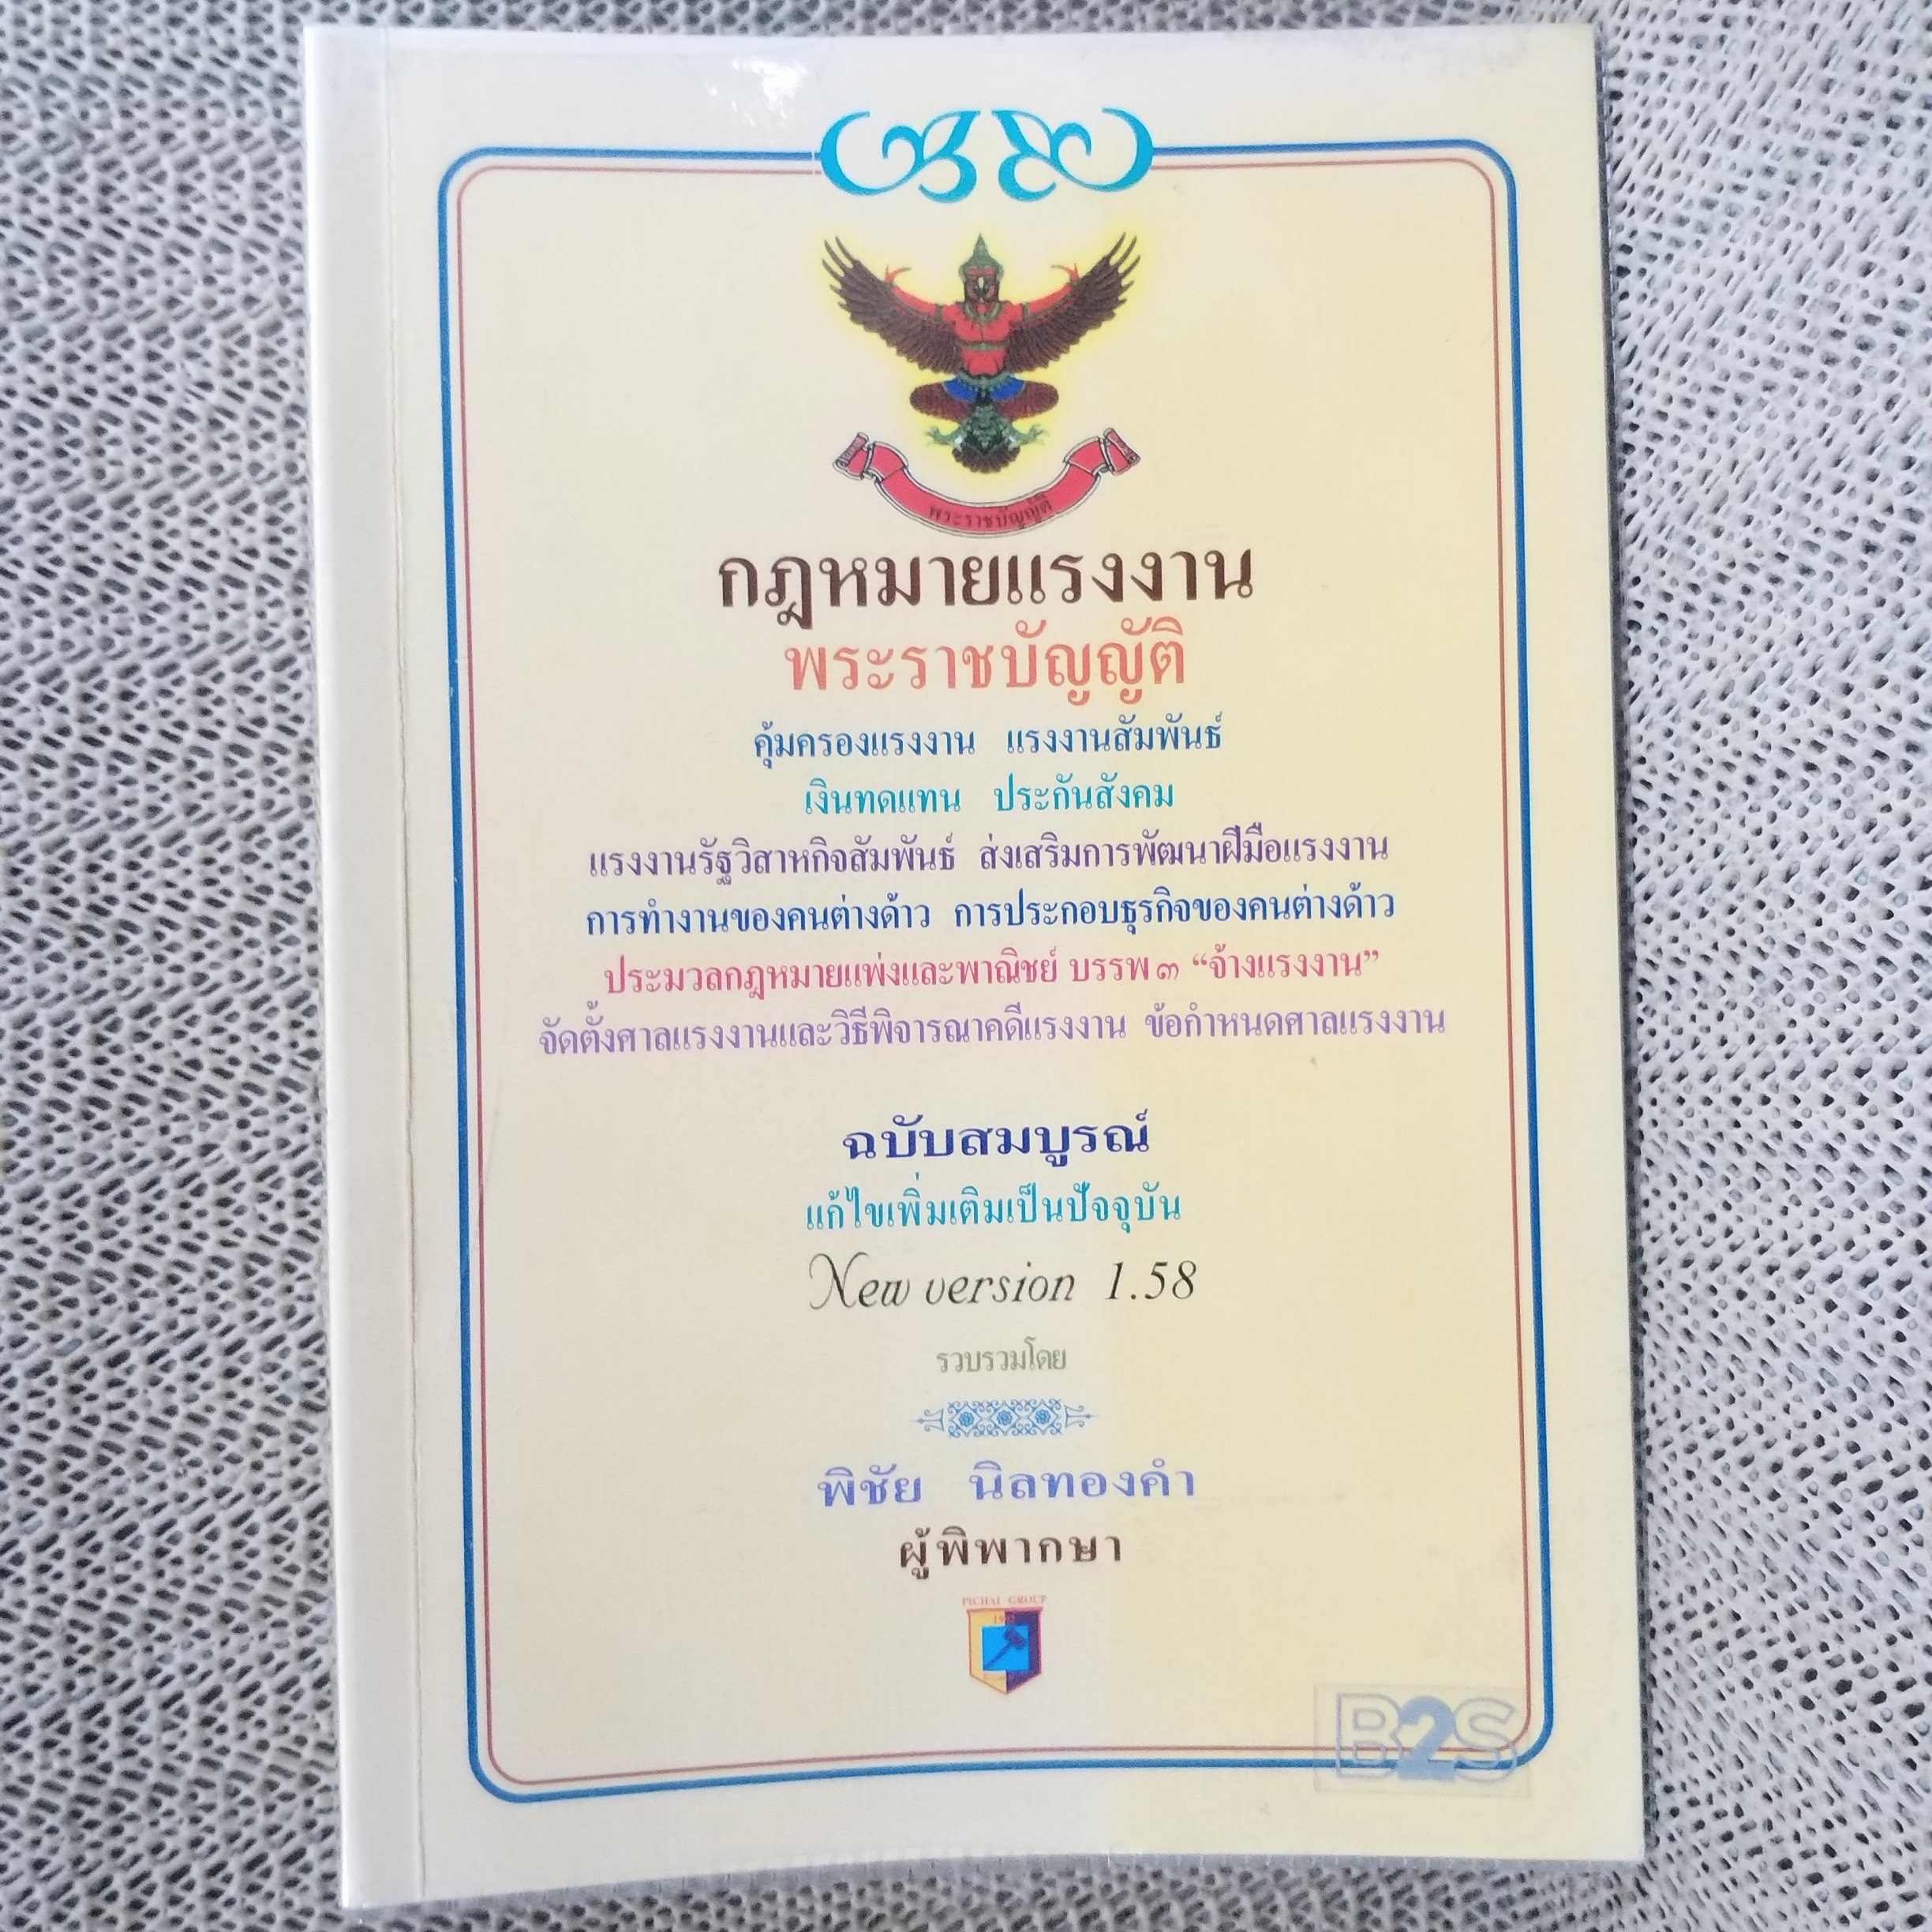 พระราชบัญญัติ
กฎหมายแรงงาน
พระราชบัญญัติ
คุ้มครองแรงงาน แรงงานสัมพันธ์
เงินทดแทน ประกันสังคม
แรงงานรัฐวิสาหกิจสัมพันธ์ ส่งเสริมการพัฒนาฝีมือแรงงาน
การทำงานของคนต่างด้าว การประกอบธุรกิจของคนต่างด้าว
ประมวลกฎหมายแพ่งและพาณิชย์ บรรพ ๓ “จ้างแรงงาน”
จัดตั้งศาลแรงงานและวิธีพิจารณาคดีแรงงาน ข้อกำหนดศาลแรงงาน
ฉบับสมบูรณ์
แก้ไขเพิ่มเติมเป็นปัจจุบัน
New version 1.58
รวบรวมโดย
พิชัย นิลทองคำ
ผู้พิพากษา
PICHAI GROUP
B2S